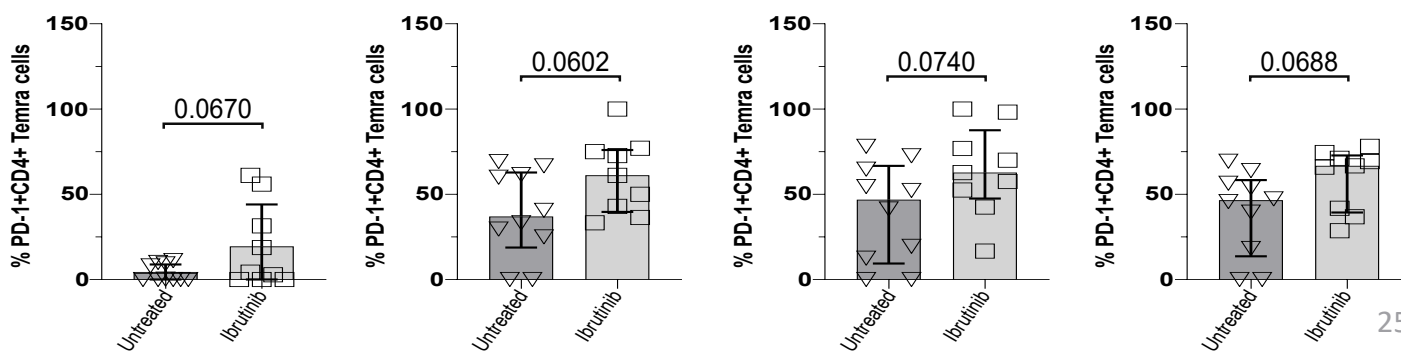 % PD-1+CD4+ Temra cells
150
100
50
0
0.0670
Untreated
Ibrutinib
% PD-1+CD4+ Temra cells
150
100
50
0
0.0602
Untreated
Ibrutinib
% PD-1+CD4+ Temra cells
150
100
50
0
0.0740
Untreated
Ibrutinib
% PD-1+CD4+ Temra cells
150
100
50
0
0.0688
Untreated
Ibrutinib
25